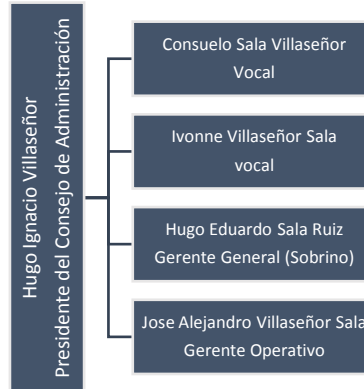 Hugo Ignacio Villaseñor
Presidente del Consejo de Administración
Consuelo Sala Villaseñor
Vocal
Ivonne Villaseñor Sala
vocal
Hugo Eduardo Sala Ruiz
Gerente General (Sobrino)
Jose Alejandro Villaseñor Sala
Gerente Operativo